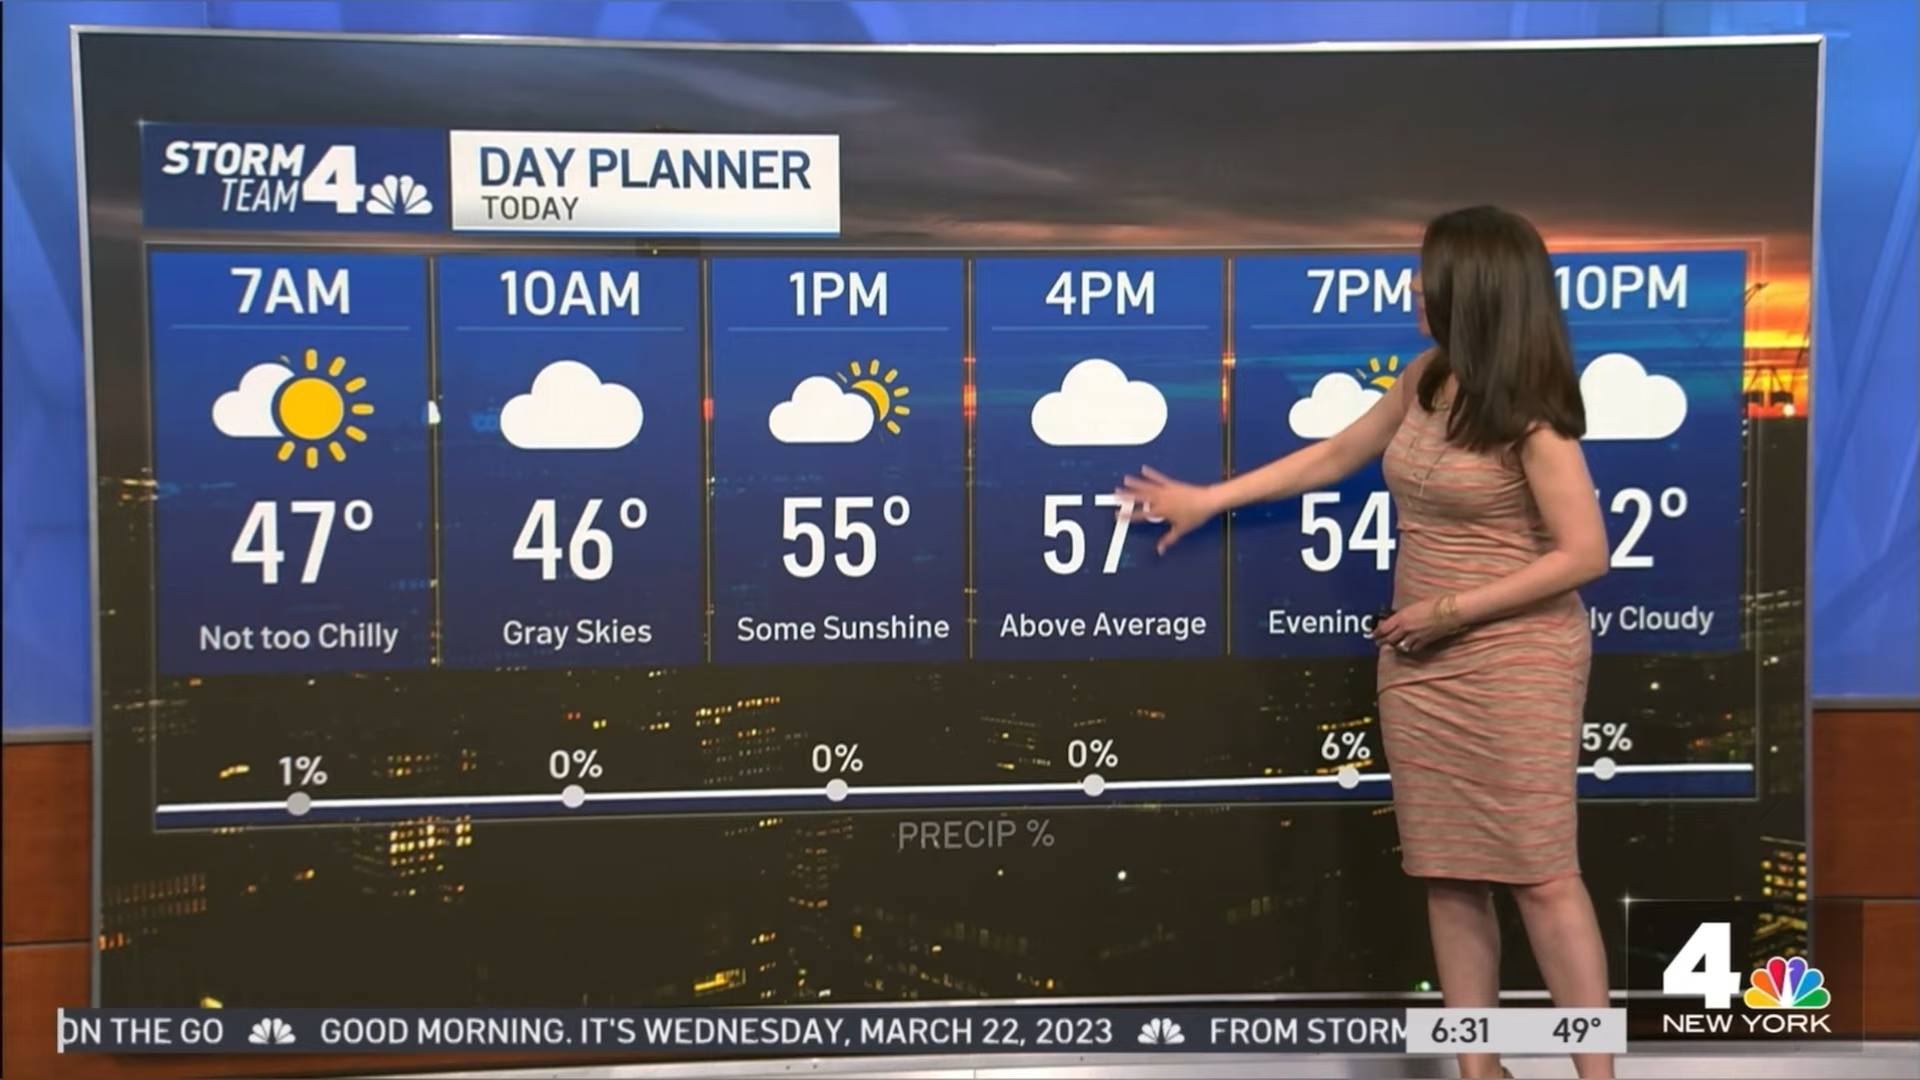 STORM TEAM 4
DAY PLANNER
TODAY
7AM
47°
Not too Chilly
1%
10AM
46°
Gray Skies
0%
1PM
55°
Some Sunshine
0%
4PM
57°
Above Average
0%
7PM
54
Evening
6%
10PM
2°
ly Cloudy
5%
PRECIP %
4
NEW YORK
ON THE GO GOOD MORNING. IT'S WEDNESDAY, MARCH 22, 2023 FROM STORM 6:31 49°